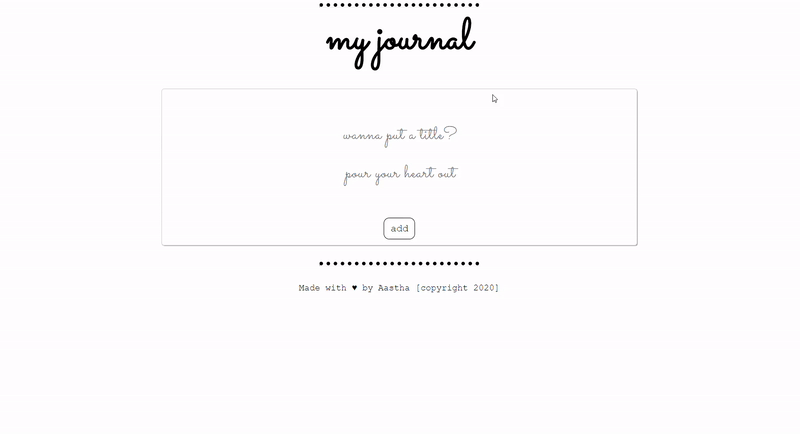 my journal
wanna put a title?
pour your heart out
add
Made with ♥ by Aastha [copyright 2020]